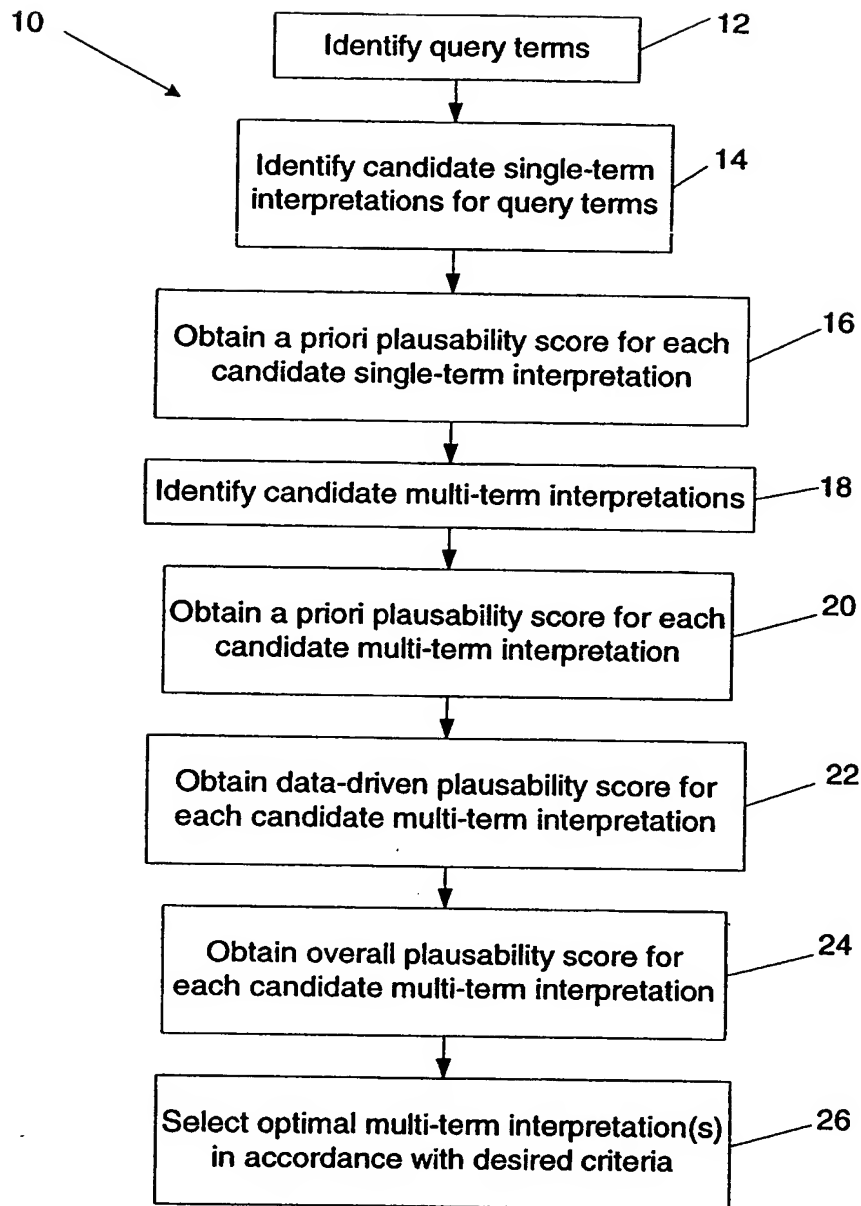 10
Identify query terms
12
Identify candidate single-term
interpretations for query terms
14
Obtain a priori plausability score for each
candidate single-term interpretation
16
Identify candidate multi-term interpretations
18
Obtain a priori plausability score for each
candidate multi-term interpretation
20
Obtain data-driven plausability score for
each candidate multi-term interpretation
22
Obtain overall plausability score for
each candidate multi-term interpretation
24
Select optimal multi-term interpretation(s)
in accordance with desired criteria
26